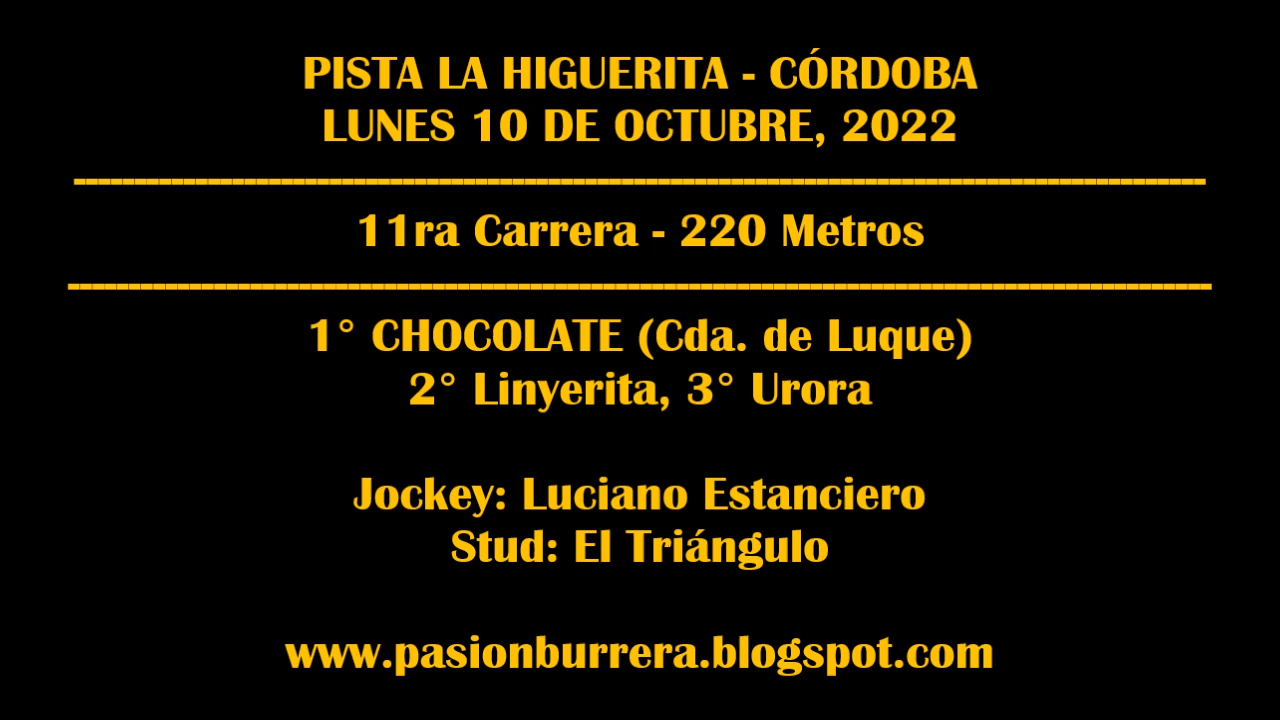 PISTA LA HIGUERITA - CÓRDOBA
LUNES 10 DE OCTUBRE, 2022
11ra Carrera - 220 Metros
1° CHOCOLATE (Cda. de Luque)
2° Linyerita, 3° Urora
Jockey: Luciano Estanciero
Stud: El Triángulo
www.pasionburrera.blogspot.com